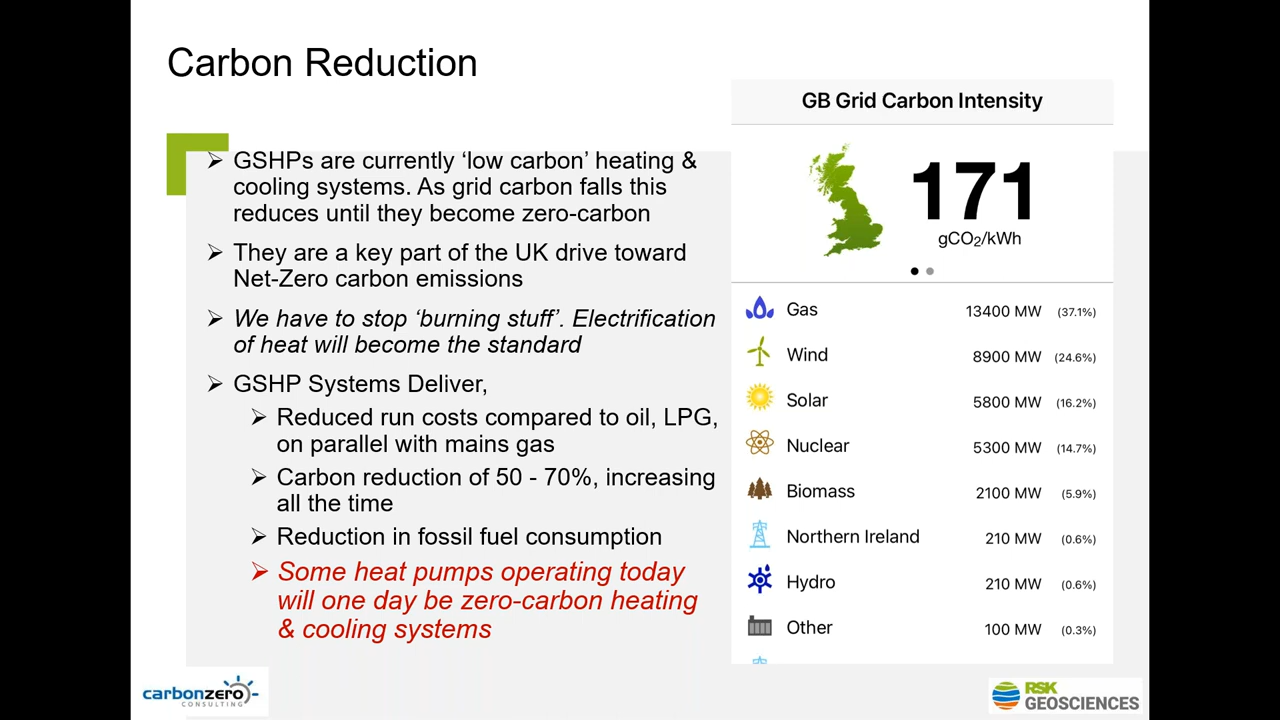 Carbon Reduction
➢ GSHPs are currently ‘low carbon’ heating &
cooling systems. As grid carbon falls this
reduces until they become zero-carbon
➢ They are a key part of the UK drive toward
Net-Zero carbon emissions
➢ We have to stop ‘burning stuff’. Electrification
of heat will become the standard
➢ GSHP Systems Deliver,
➢ Reduced run costs compared to oil, LPG,
on parallel with mains gas
➢ Carbon reduction of 50 - 70%, increasing
all the time
➢ Reduction in fossil fuel consumption
➢ Some heat pumps operating today
will one day be zero-carbon heating
& cooling systems
GB Grid Carbon Intensity
171
gCO₂/kWh
Gas 13400 MW (37.1%)
Wind 8900 MW (24.6%)
Solar 5800 MW (16.2%)
Nuclear 5300 MW (14.7%)
Biomass 2100 MW (5.9%)
Northern Ireland 210 MW (0.6%)
Hydro 210 MW (0.6%)
Other 100 MW (0.3%)
carbonzero
CONSULTING
RSK
GEOSCIENCES